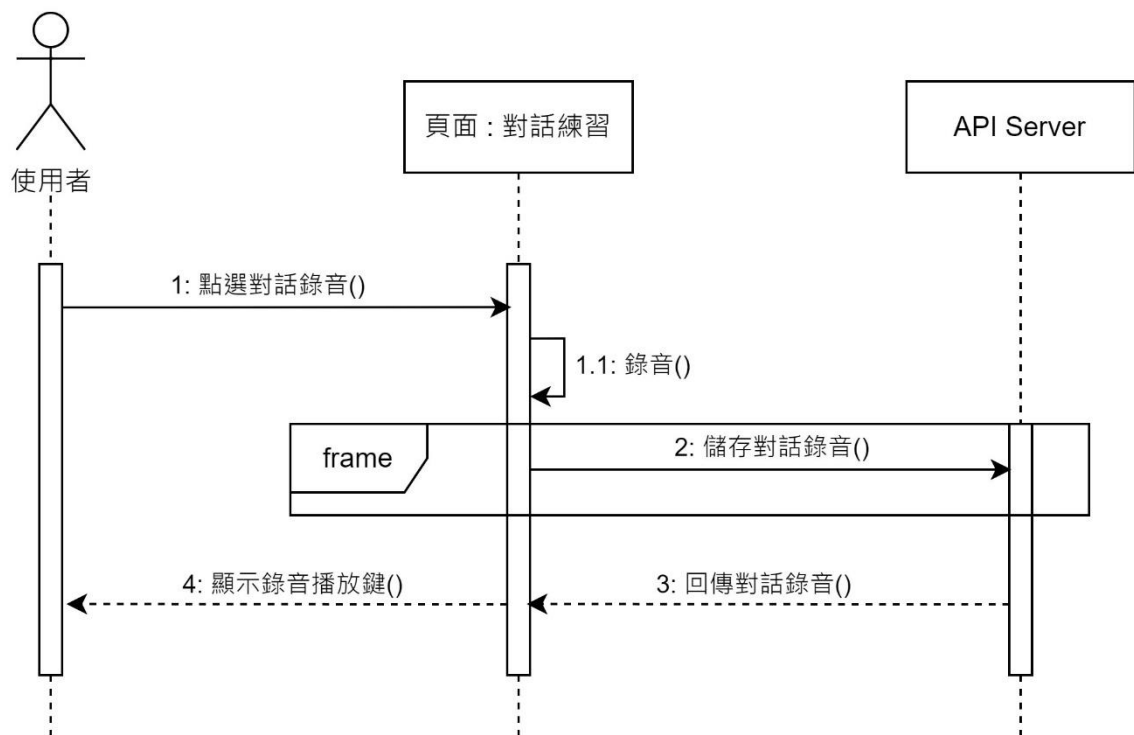 使用者
頁面 : 對話練習
API Server
1: 點選對話錄音()
1.1: 錄音()
frame
2: 儲存對話錄音()
4: 顯示錄音播放鍵()
3: 回傳對話錄音()